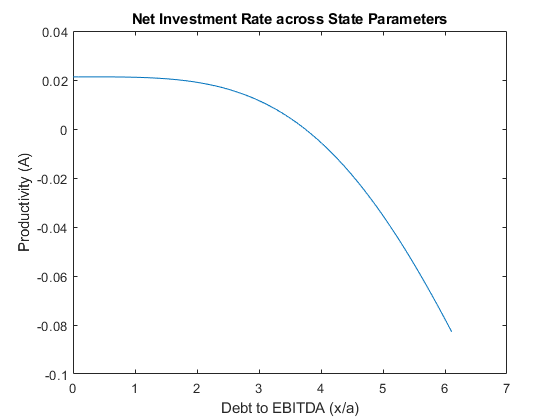 Net Investment Rate across State Parameters
0.04
0.02
0
-0.02
-0.04
-0.06
-0.08
-0.1
Productivity (A)
0 1 2 3 4 5 6 7
Debt to EBITDA (x/a)